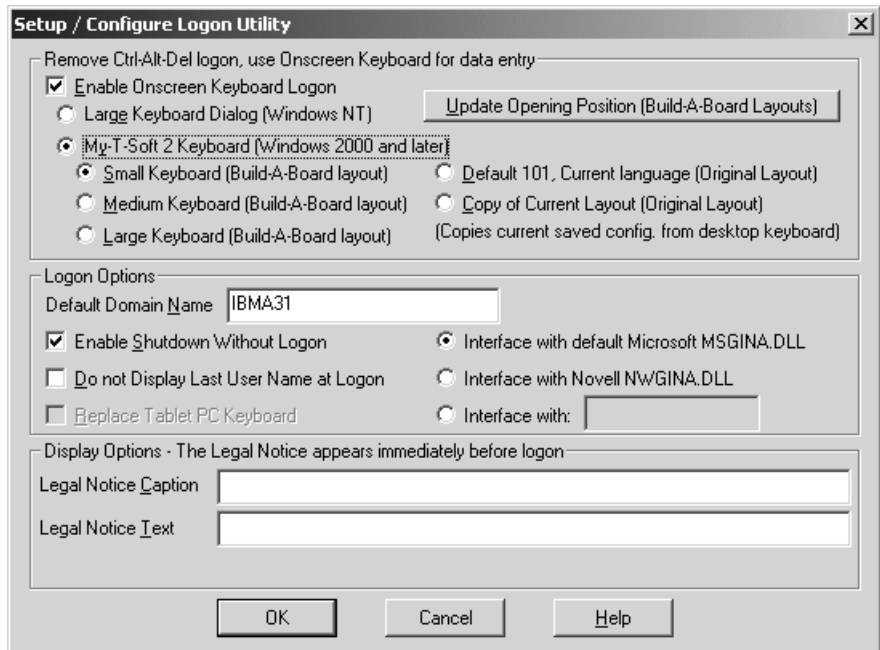 Setup / Configure Logon Utility
Remove Ctrl-Alt-Del logon, use Onscreen Keyboard for data entry
Enable Onscreen Keyboard Logon
Large Keyboard Dialog (Windows NT)
Update Opening Position (Build-A-Board Layouts)
My-T-Soft 2 Keyboard (Windows 2000 and later)
Small Keyboard (Build-A-Board layout)
Default 101, Current language (Original Layout)
Medium Keyboard (Build-A-Board layout)
Copy of Current Layout (Original Layout)
Large Keyboard (Build-A-Board layout)
(Copies current saved config. from desktop keyboard)
Logon Options
Default Domain Name IBMA31
Enable Shutdown Without Logon
Interface with default Microsoft MSGINA.DLL
Do not Display Last User Name at Logon
Interface with Novell NWGINA.DLL
Replace Tablet PC Keyboard
Interface with:
Display Options - The Legal Notice appears immediately before logon
Legal Notice Caption
Legal Notice Text
OK Cancel Help